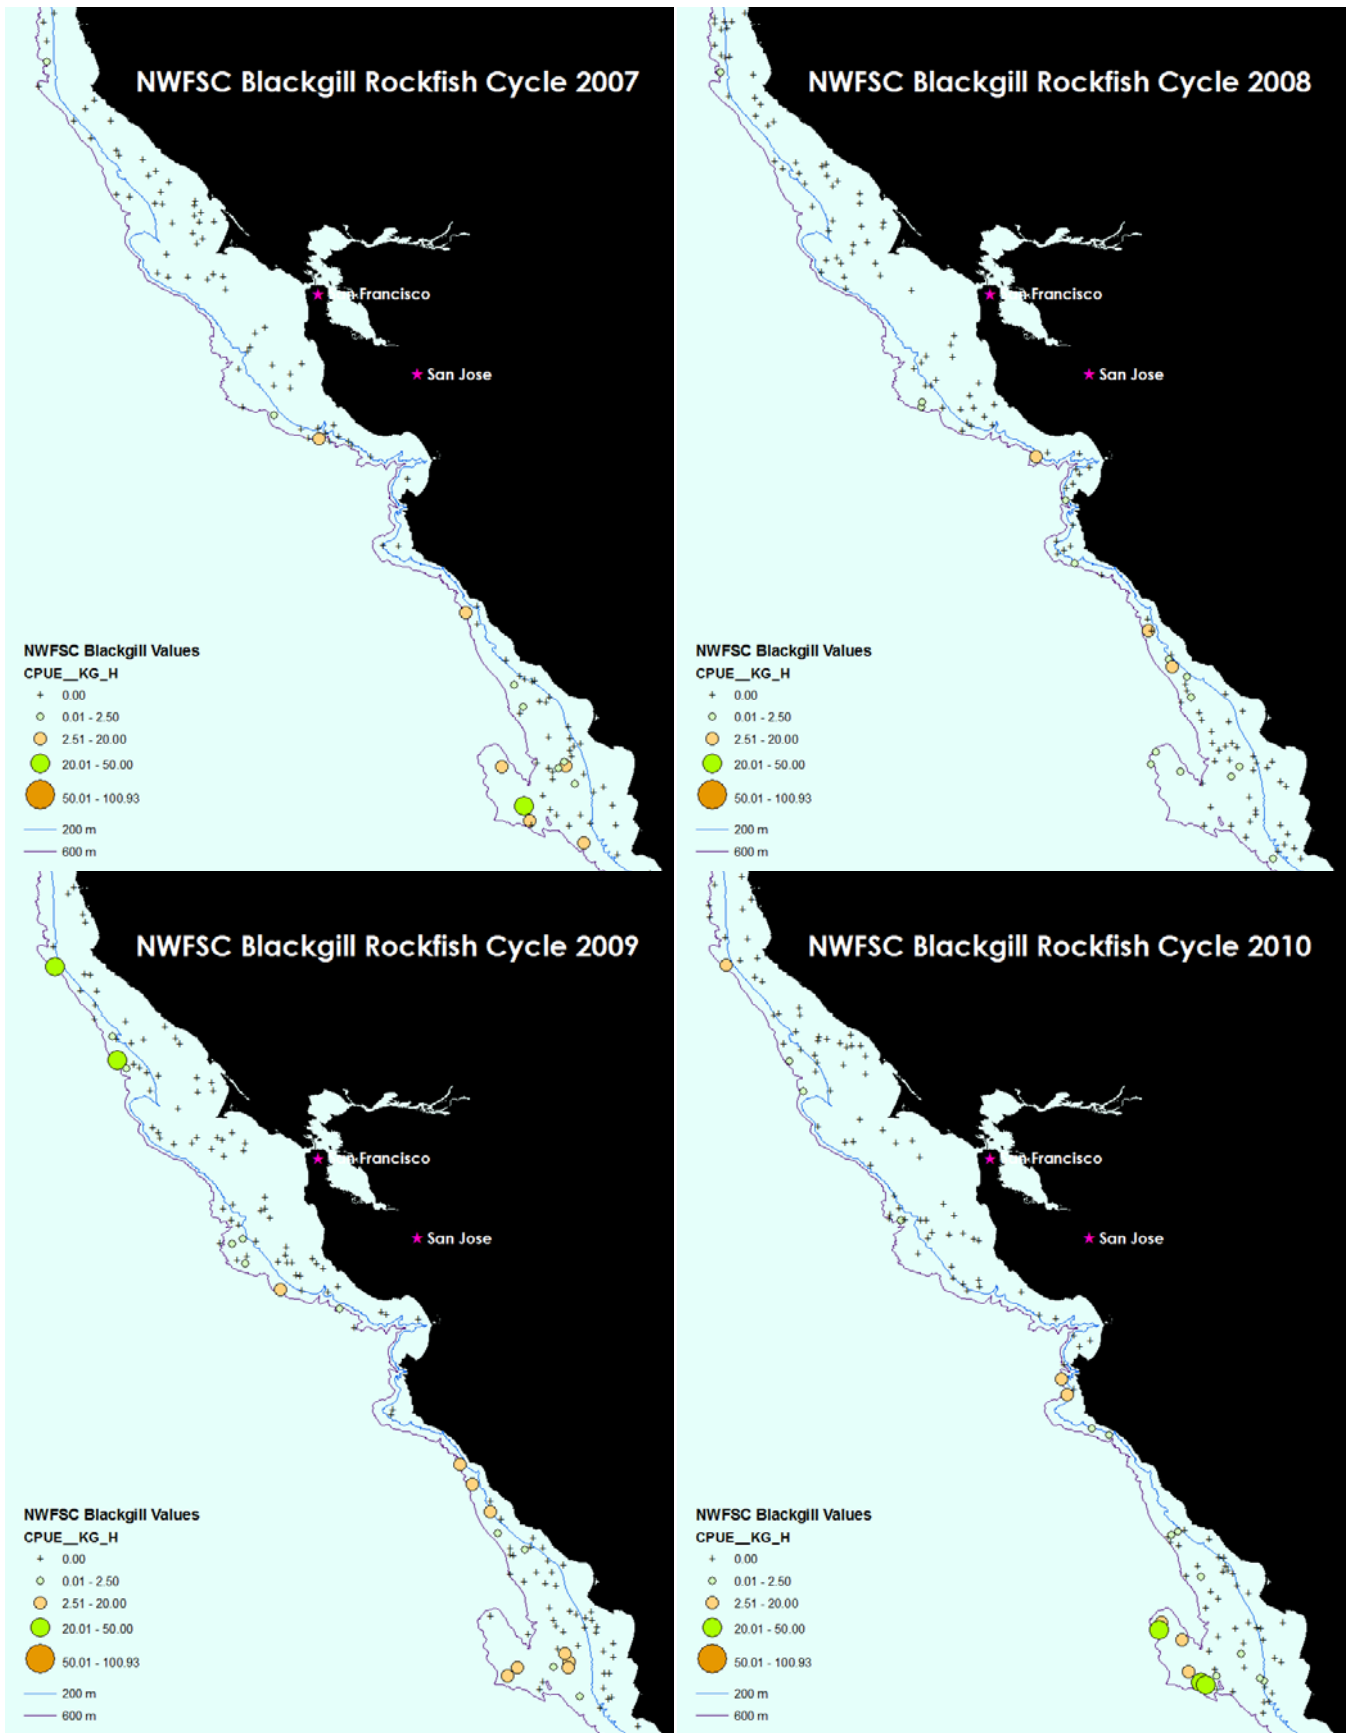 NWFSC Blackgill Rockfish Cycle 2007
Francisco
San Jose
NWFSC Blackgill Values
CPUE__KG_H
0.00
0.01 - 2.50
2.51 - 20.00
20.01 - 50.00
50.01 - 100.93
200 m
600 m
NWFSC Blackgill Rockfish Cycle 2008
Francisco
San Jose
NWFSC Blackgill Values
CPUE__KG_H
0.00
0.01 - 2.50
2.51 - 20.00
20.01 - 50.00
50.01 - 100.93
200 m
600 m
NWFSC Blackgill Rockfish Cycle 2009
Francisco
San Jose
NWFSC Blackgill Values
CPUE__KG_H
0.00
0.01 - 2.50
2.51 - 20.00
20.01 - 50.00
50.01 - 100.93
200 m
600 m
NWFSC Blackgill Rockfish Cycle 2010
Francisco
San Jose
NWFSC Blackgill Values
CPUE__KG_H
0.00
0.01 - 2.50
2.51 - 20.00
20.01 - 50.00
50.01 - 100.93
200 m
600 m